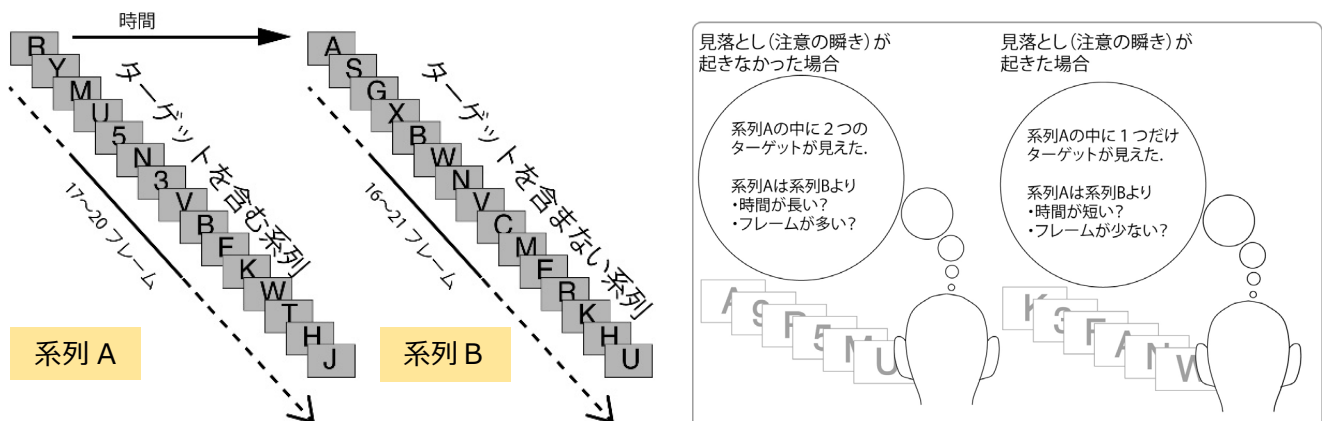 時間
R
Y
M
U
5
N
3
V
B
K
W
T
H
J
ターゲットを含む系列
17〜20 フレーム
系列 A
A
S
G
X
B
W
N
V
C
M
R
K
H
U
ターゲットを含まない系列
16〜21 フレーム
系列 B
見落とし(注意の瞬き)が
起きなかった場合
系列Aの中に２つの
ターゲットが見えた．
系列Aは系列Bより
・時間が長い？
・フレームが多い？
A
9
5
M
U
見落とし(注意の瞬き)が
起きた場合
系列Aの中に１つだけ
ターゲットが見えた．
系列Aは系列Bより
・時間が短い？
・フレームが少ない？
K
3
A
N
W